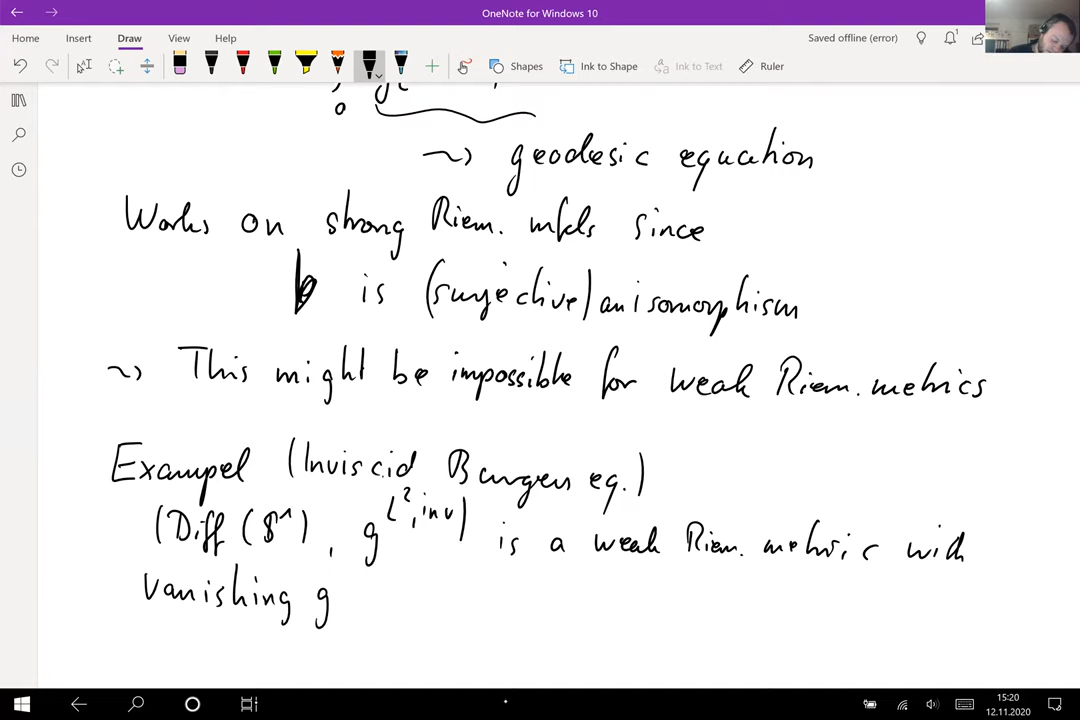 OneNote for Windows 10
Home Insert Draw View Help
Saved offline (error)
Shapes Ink to Shape Ink to Text Ruler
0
~> geodesic equation
Works on strong Riem. mfds since
♭ is (surjective) an isomorphism
~> This might be impossible for weak Riem. metrics
Exampel (Inviscid Burgers eq.)
(Diff(S^1), g^{L^2, inv}) is a weak Riem. metric with
vanishing g
15:20
12.11.2020